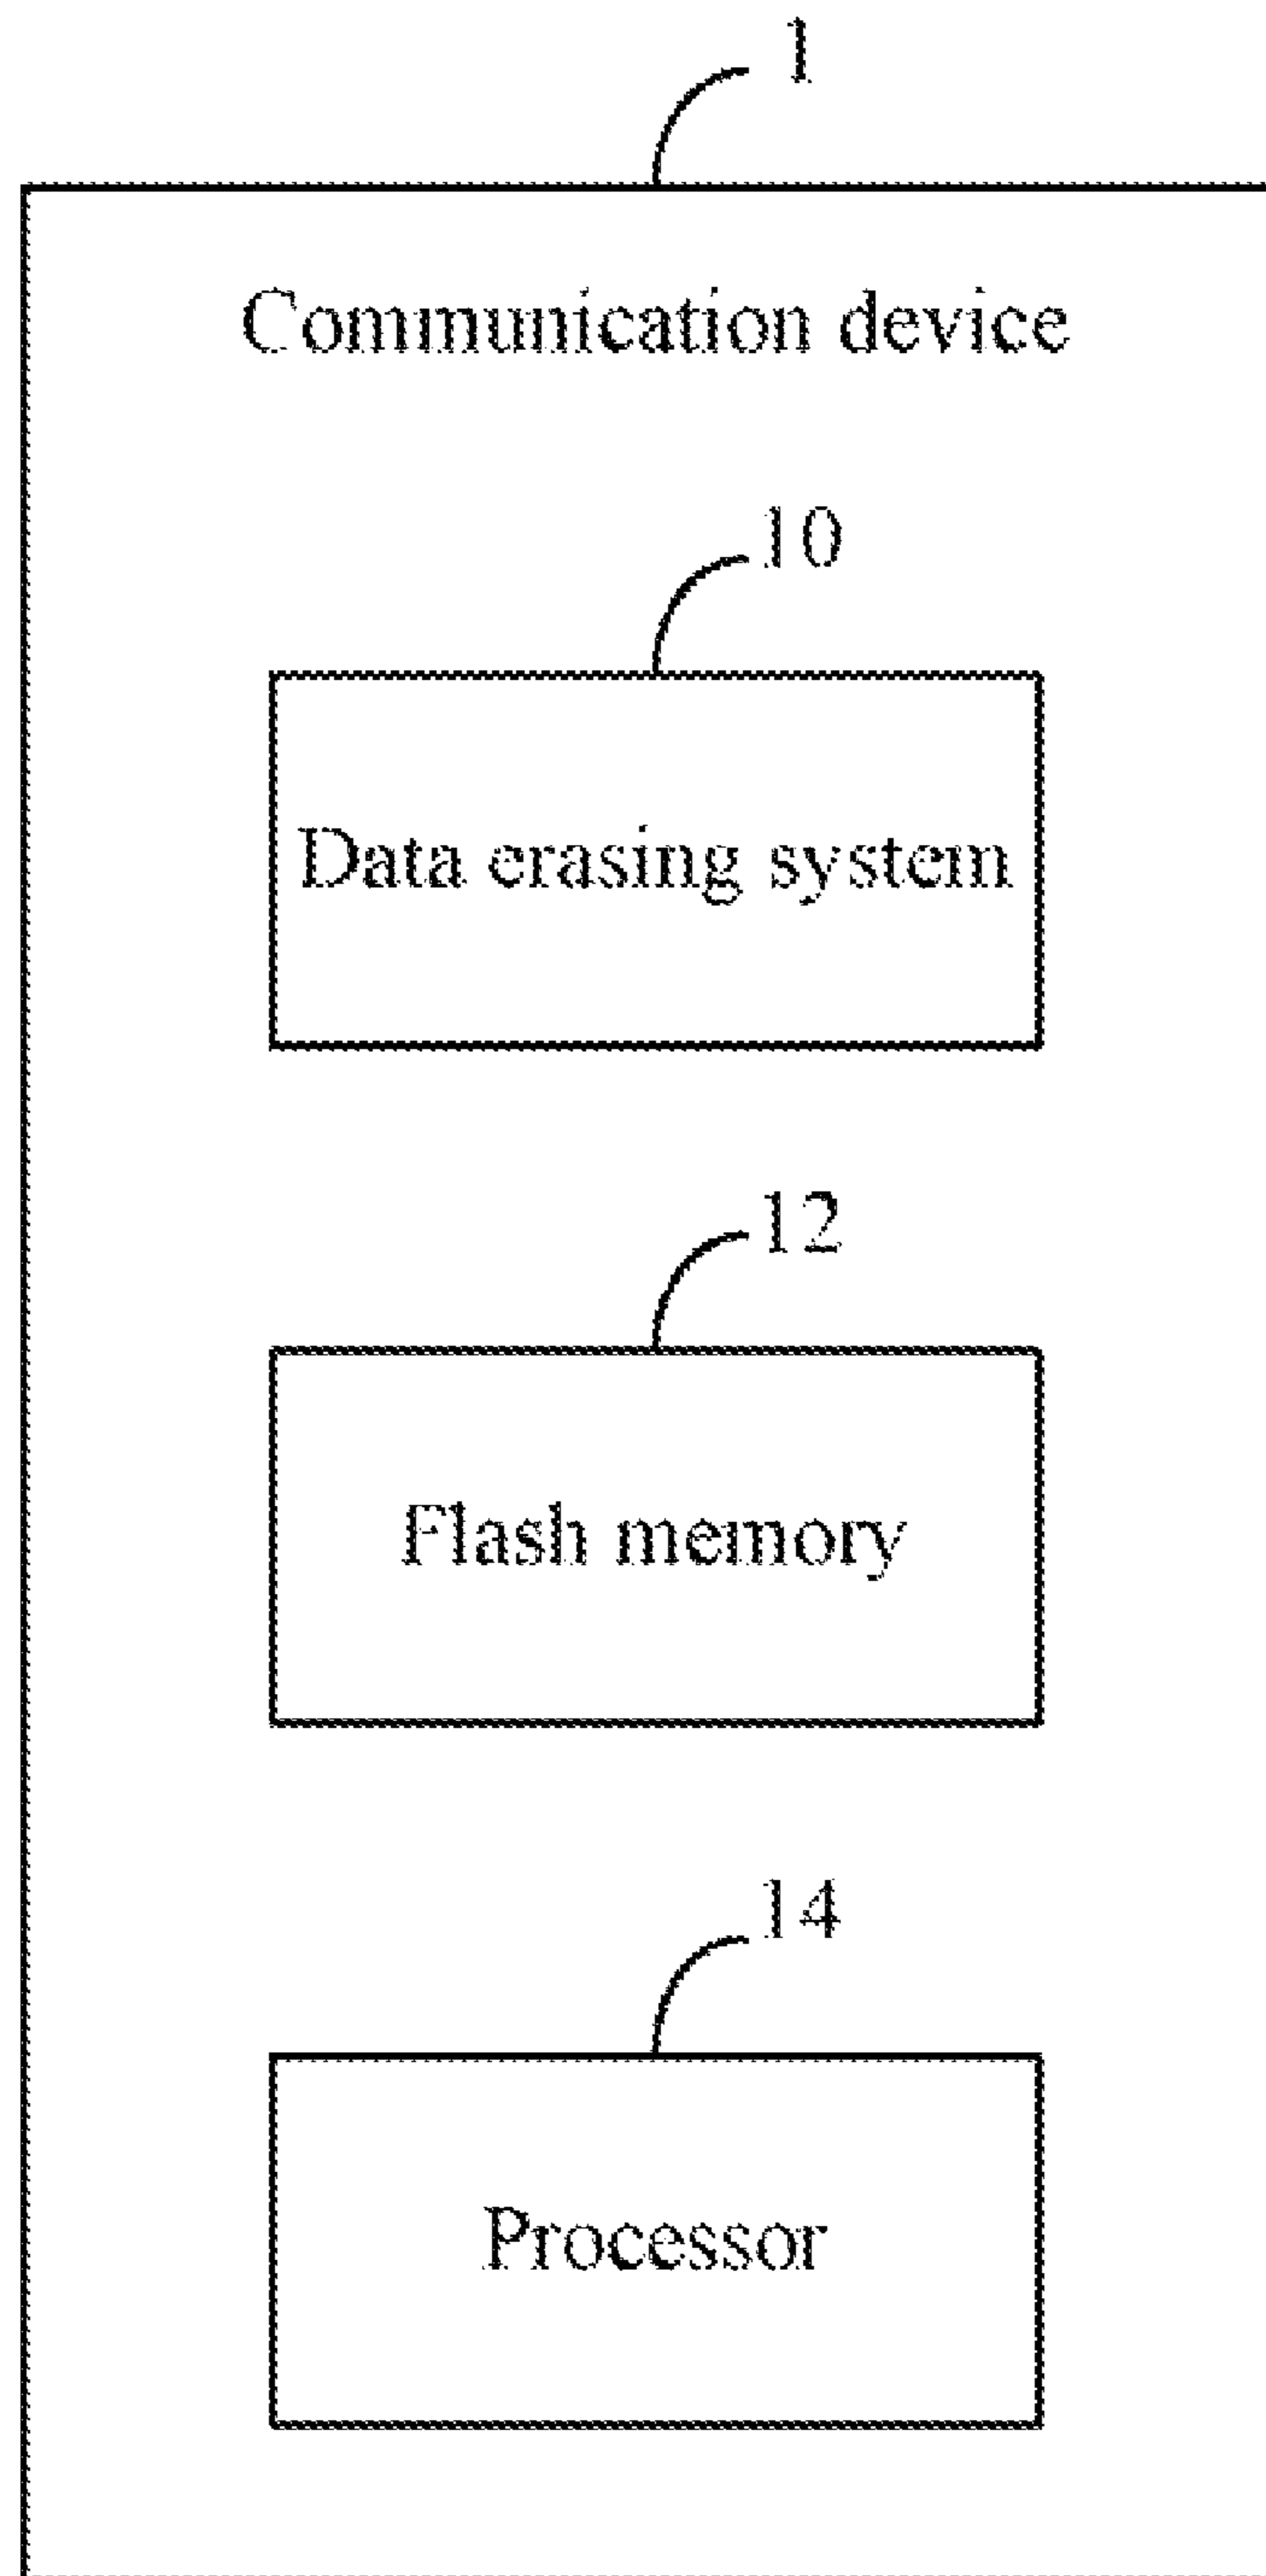 1
Communication device
10
Data erasing system
12
Flash memory
14
Processor